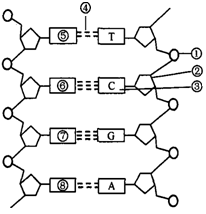 ④
⑤ T
①
②
⑥ C
③
⑦ G
⑧ A